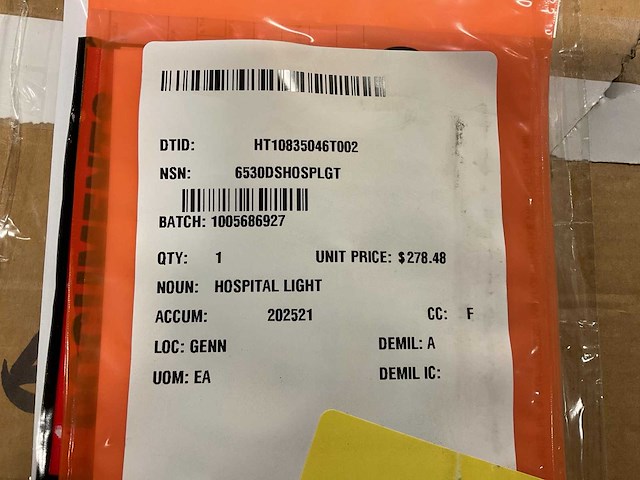 DTID: HT10835046T002
NSN: 6530DSHOSPLGT
BATCH: 1005686927
QTY: 1 UNIT PRICE: $278.48
NOUN: HOSPITAL LIGHT
ACCUM: 202521 CC: F
LOC: GENN DEMIL: A
UOM: EA DEMIL IC: